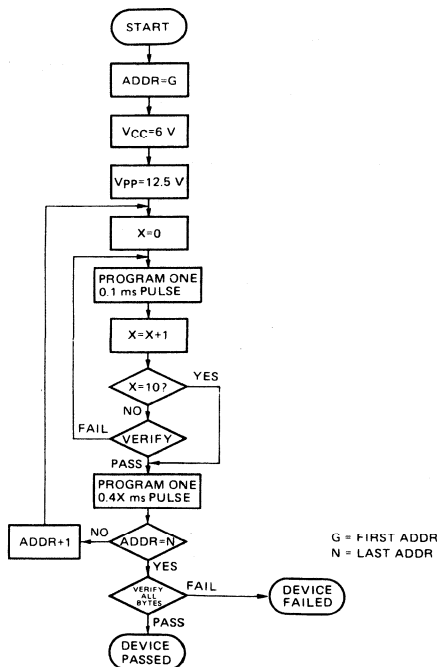 START
ADDR=G
VCC=6 V
VPP=12.5 V
X=0
PROGRAM ONE
0.1 ms PULSE
X=X+1
X=10?
YES
NO
FAIL
VERIFY
PASS
PROGRAM ONE
0.4X ms PULSE
ADDR+1
NO
ADDR=N
G = FIRST ADDR
N = LAST ADDR
YES
VERIFY
ALL
BYTES
FAIL
DEVICE
FAILED
PASS
DEVICE
PASSED